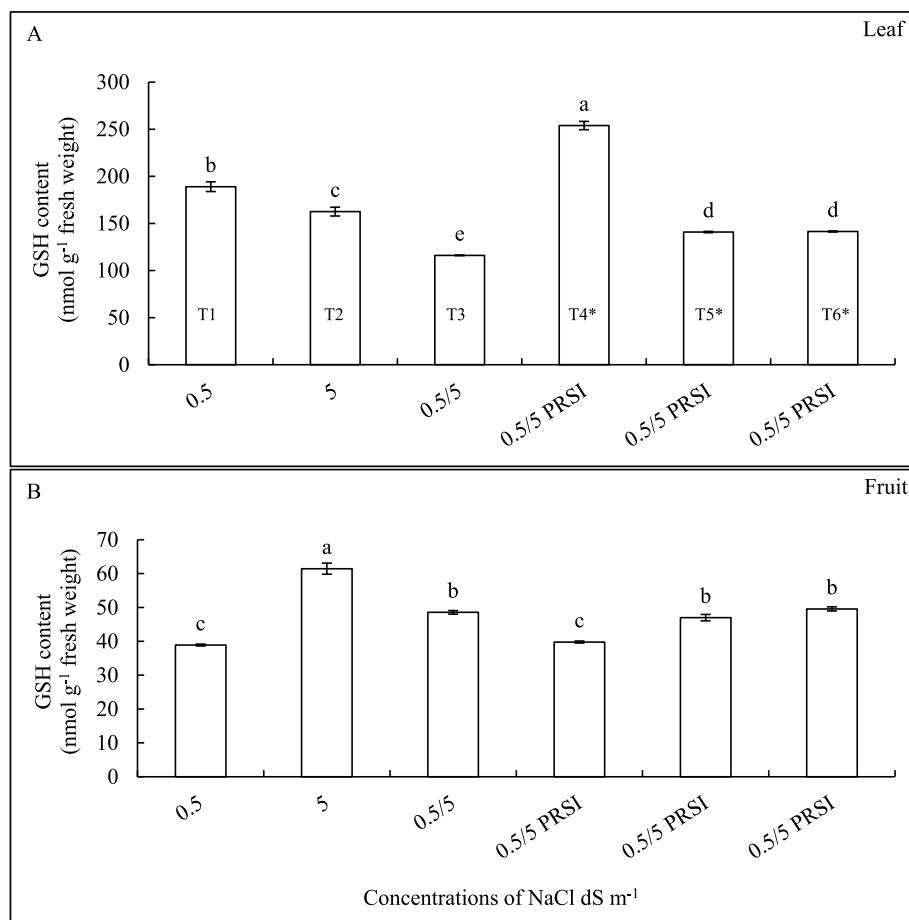 A
Leaf
GSH content
(nmol g⁻¹ fresh weight)
300
250
200
150
100
50
0
b
c
e
a
d
d
T1
T2
T3
T4*
T5*
T6*
0.5
5
0.5/5
0.5/5 PRSI
0.5/5 PRSI
0.5/5 PRSI
B
Fruit
GSH content
(nmol g⁻¹ fresh weight)
70
60
50
40
30
20
10
0
c
a
b
c
b
b
0.5
5
0.5/5
0.5/5 PRSI
0.5/5 PRSI
0.5/5 PRSI
Concentrations of NaCl dS m⁻¹